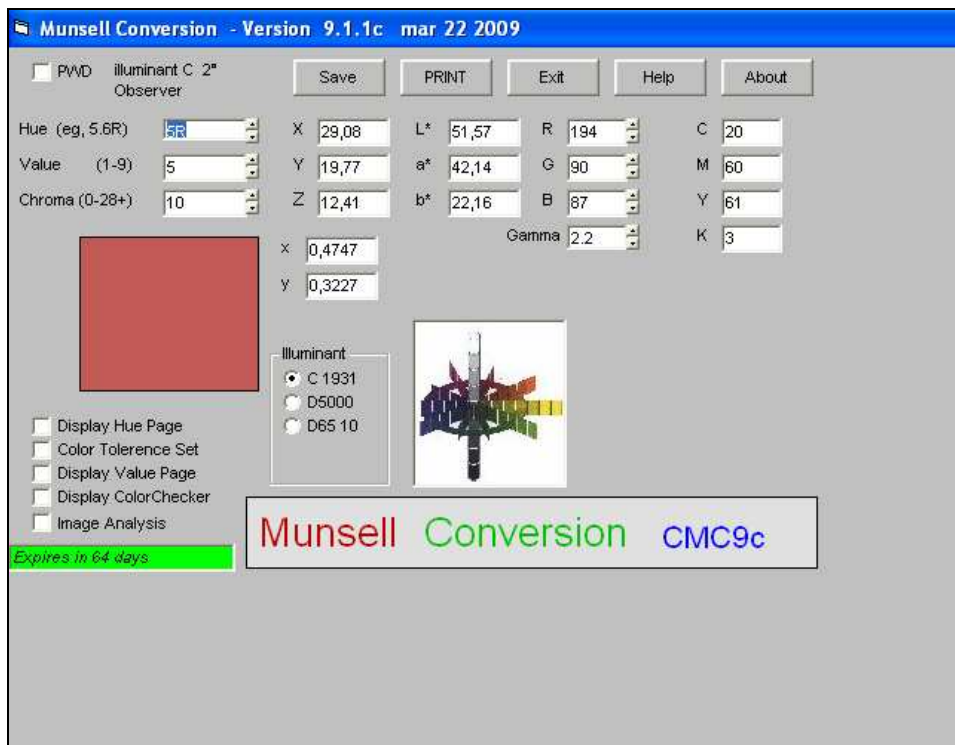 Munsell Conversion - Version 9.1.1c mar 22 2009
PWD illuminant C 2"
Observer
Save PRINT Exit Help About
Hue (eg, 5.6R) 5R X 29,08 L* 51,57 R 194 C 20
Value (1-9) 5 Y 19,77 a* 42,14 G 90 M 60
Chroma (0-28+) 10 Z 12,41 b* 22,16 B 87 Y 61
Gamma 2.2 K 3
x 0,4747
y 0,3227
Illuminant
C 1931
D5000
D65 10
Display Hue Page
Color Tolerence Set
Display Value Page
Display ColorChecker
Image Analysis
Expires in 64 days
Munsell Conversion CMC9c